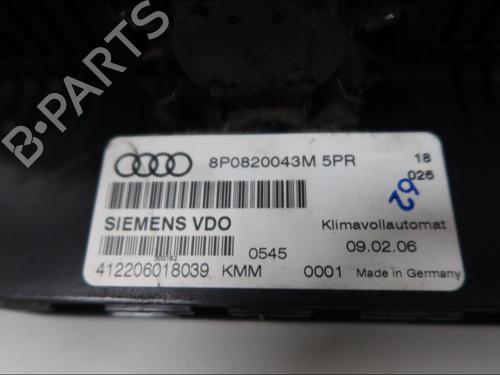 B-PARTS
8P0820043M 5PR
18
026
62
SIEMENS VDO
Klimavollautomat
300162
0545
09.02.06
412206018039 KMM 0001 Made in Germany